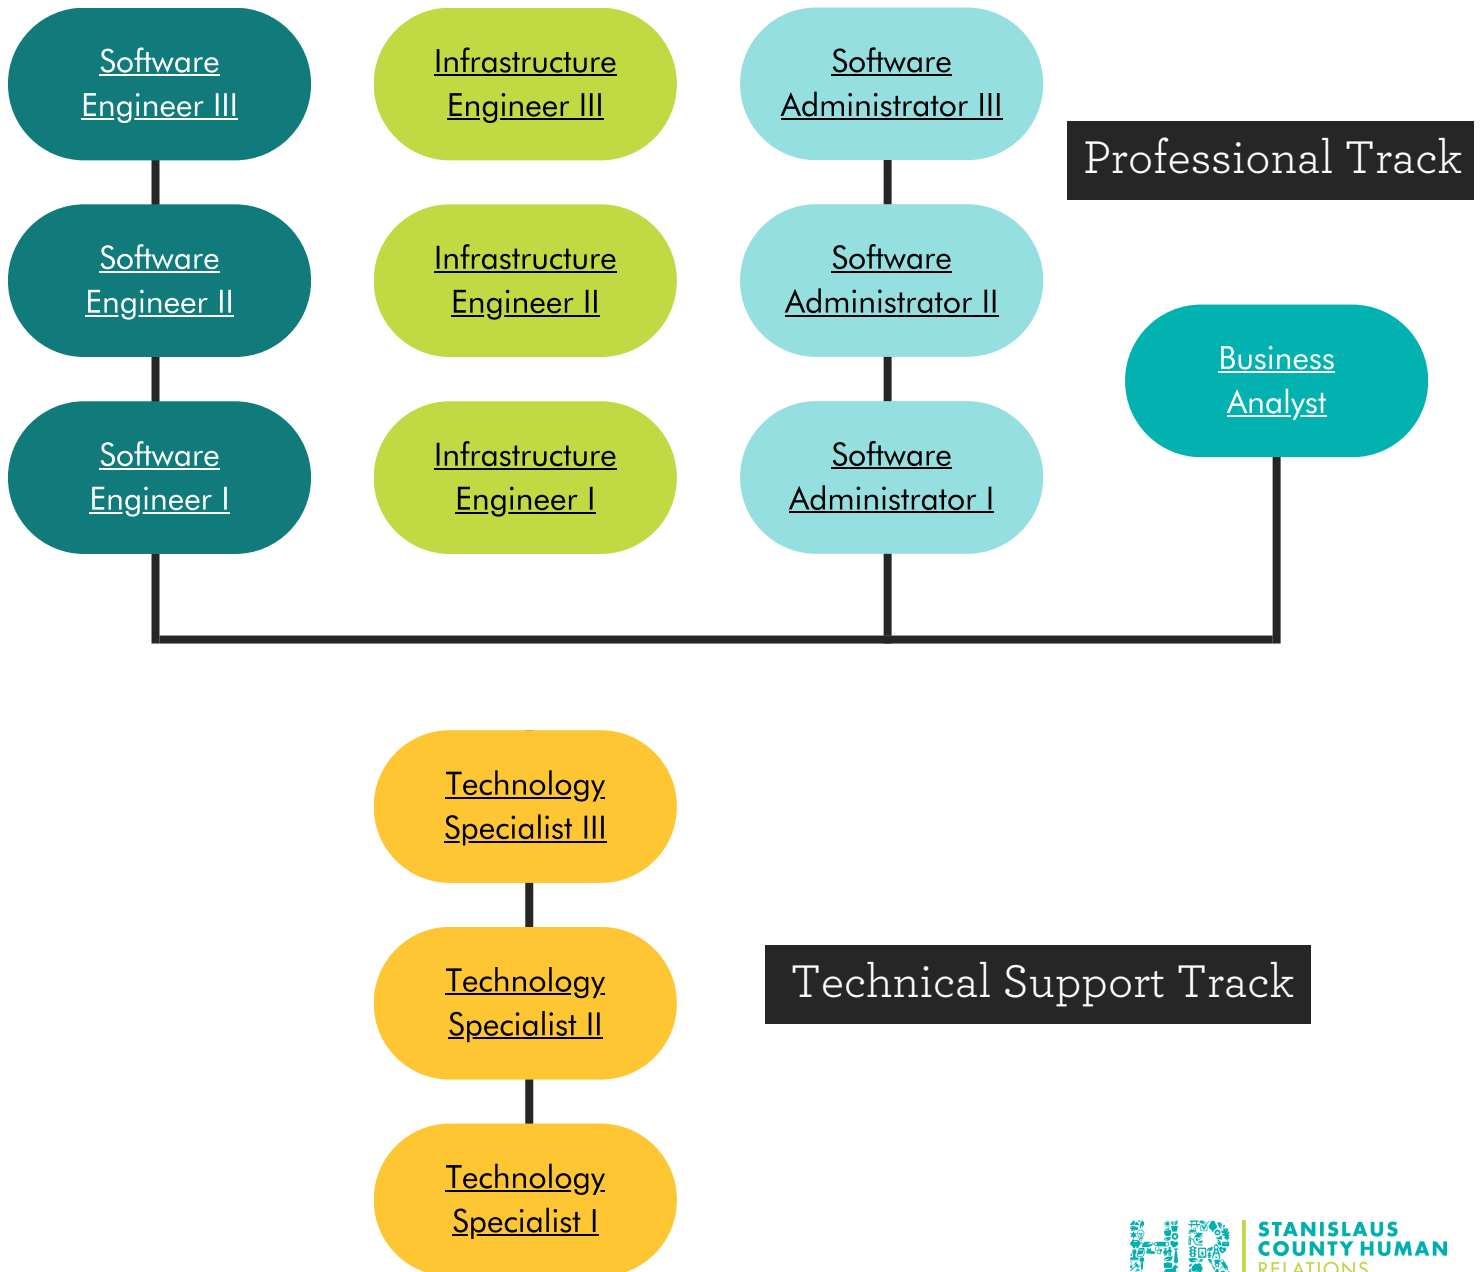 Software
Engineer III
Infrastructure
Engineer III
Software
Administrator III
Professional Track
Software
Engineer II
Infrastructure
Engineer II
Software
Administrator II
Business
Analyst
Software
Engineer I
Infrastructure
Engineer I
Software
Administrator I
Technology
Specialist III
Technology
Specialist II
Technical Support Track
Technology
Specialist I
HR
STANISLAUS
COUNTY HUMAN
RELATIONS